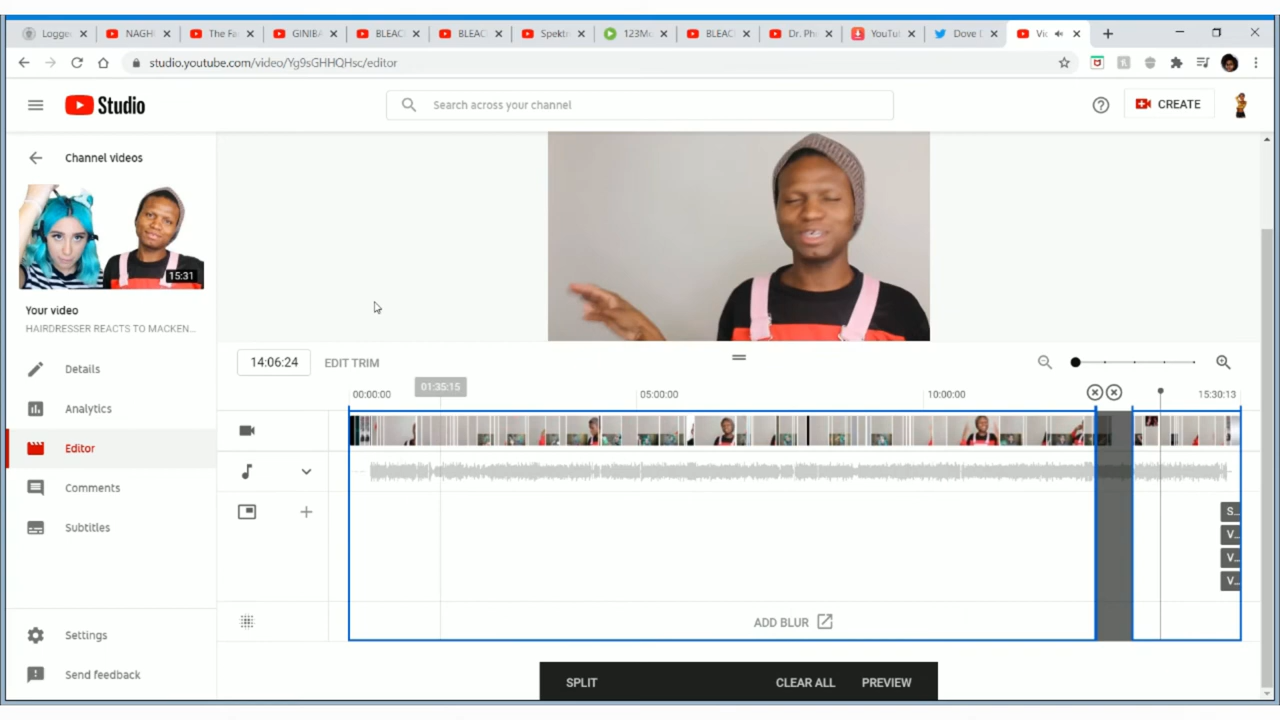 Logge
NAGH
The Fa
GINIBA
BLEAC
BLEAC
Spekt
123Mo
BLEAC
Dr. Ph
YouTu
Dove
Vi
studio.youtube.com/video/Yg9sGHHQHsc/editor
Studio
Search across your channel
CREATE
Channel videos
15:31
Your video
HAIRDRESSER REACTS TO MACKEN...
Details
Analytics
Editor
Comments
Subtitles
Settings
Send feedback
14:06:24
EDIT TRIM
01:35:15
00:00:00
05:00:00
10:00:00
15:30:13
S...
V...
V...
V...
ADD BLUR
SPLIT
CLEAR ALL
PREVIEW